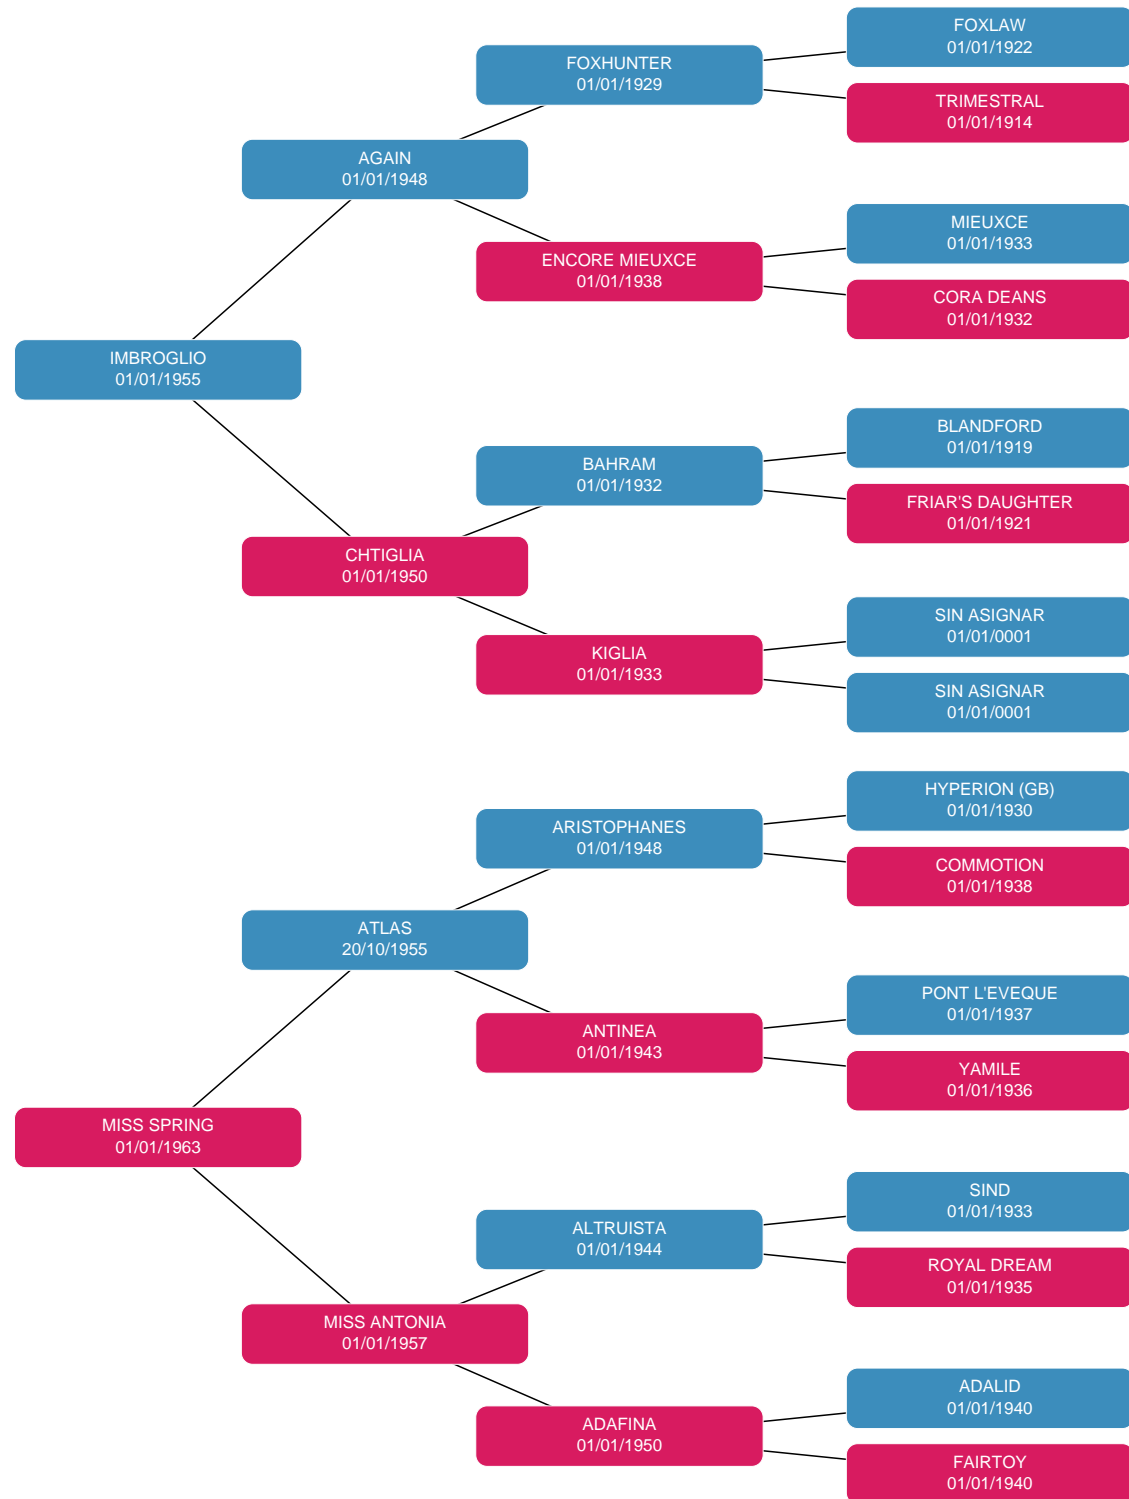 FOXLAW
01/01/1922
FOXHUNTER
01/01/1929
TRIMESTRAL
01/01/1914
AGAIN
01/01/1948
MIEUXCE
01/01/1933
ENCORE MIEUXCE
01/01/1938
CORA DEANS
01/01/1932
IMBROGLIO
01/01/1955
BLANDFORD
01/01/1919
BAHRAM
01/01/1932
FRIAR'S DAUGHTER
01/01/1921
CHTIGLIA
01/01/1950
SIN ASIGNAR
01/01/0001
KIGLIA
01/01/1933
SIN ASIGNAR
01/01/0001
HYPERION (GB)
01/01/1930
ARISTOPHANES
01/01/1948
COMMOTION
01/01/1938
ATLAS
20/10/1955
PONT L'EVEQUE
01/01/1937
ANTINEA
01/01/1943
YAMILE
01/01/1936
MISS SPRING
01/01/1963
SIND
01/01/1933
ALTRUISTA
01/01/1944
ROYAL DREAM
01/01/1935
MISS ANTONIA
01/01/1957
ADALID
01/01/1940
ADAFINA
01/01/1950
FAIRTOY
01/01/1940